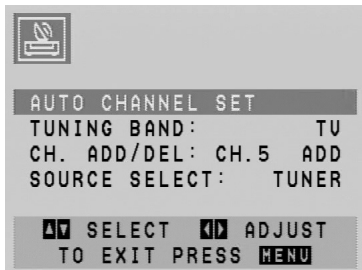 AUTO CHANNEL SET
TUNING BAND: TV
CH. ADD/DEL: CH.5 ADD
SOURCE SELECT: TUNER
SELECT ADJUST
TO EXIT PRESS MENU